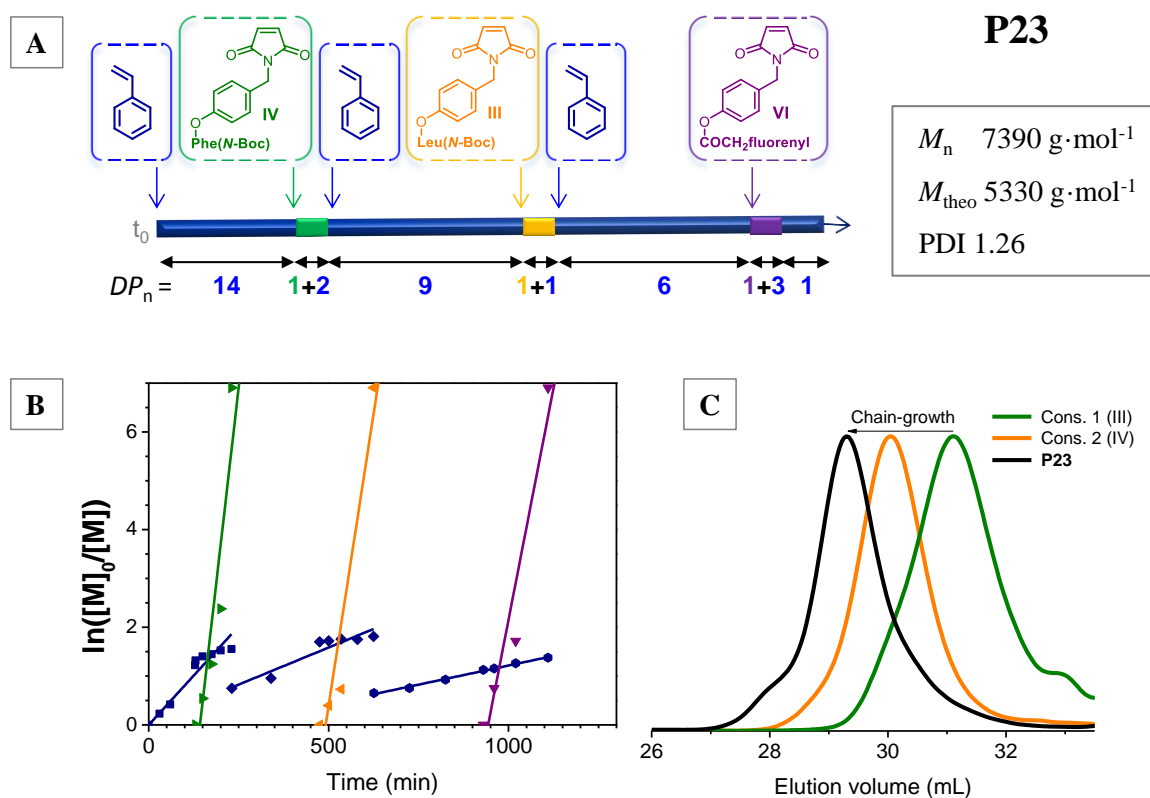 A
P23
O
N
O
IV
O
Phe(N-Boc)
O
N
O
III
O
Leu(N-Boc)
O
N
O
VI
O
COCH2fluorenyl
Mn 7390 g·mol-1
Mtheo 5330 g·mol-1
PDI 1.26
t0
DPn = 14 1+2 9 1+1 6 1+3 1
B
ln([M]0/[M])
6
4
2
0
0 500 1000
Time (min)
C
Chain-growth
Cons. 1 (III)
Cons. 2 (IV)
P23
26 28 30 32
Elution volume (mL)